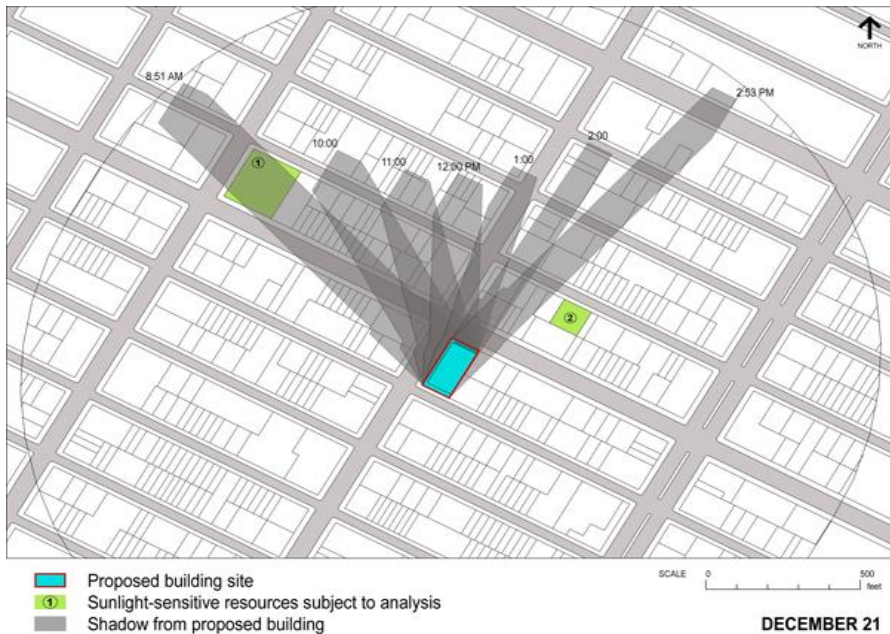 NORTH
8:51 AM
2:53 PM
10:00
11:00
12:00 PM
1:00
2:00
1
2
Proposed building site
SCALE 0 500
feet
1 Sunlight-sensitive resources subject to analysis
Shadow from proposed building
DECEMBER 21